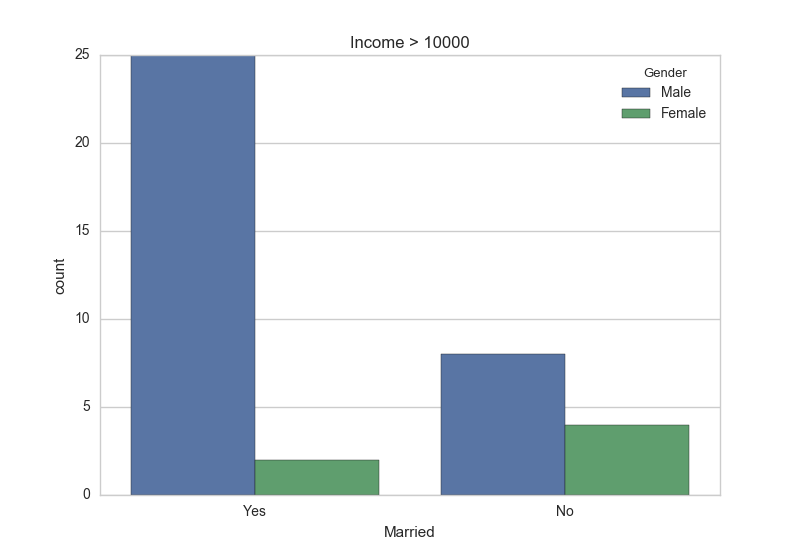 Income > 10000
25
20
15
10
5
0
count
Gender
Male
Female
Yes
No
Married